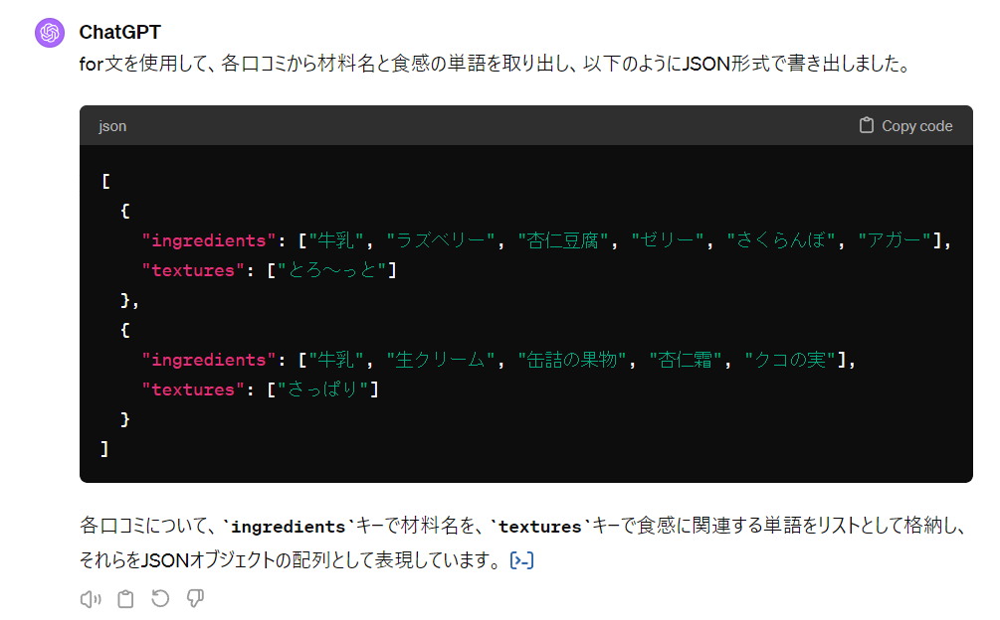 ChatGPT
for文を使用して、各口コミから材料名と食感の単語を取り出し、以下のようにJSON形式で書き出しました。
json
Copy code
[
{
"ingredients": ["牛乳", "ラズベリー", "杏仁豆腐", "ゼリー", "さくらんぼ", "アガー"],
"textures": ["とろ〜っと"]
},
{
"ingredients": ["牛乳", "生クリーム", "缶詰の果物", "杏仁霜", "クコの実"],
"textures": ["さっぱり"]
}
]
各口コミについて、`ingredients`キーで材料名を、`textures`キーで食感に関連する単語をリストとして格納し、
それらをJSONオブジェクトの配列として表現しています。 [>-]